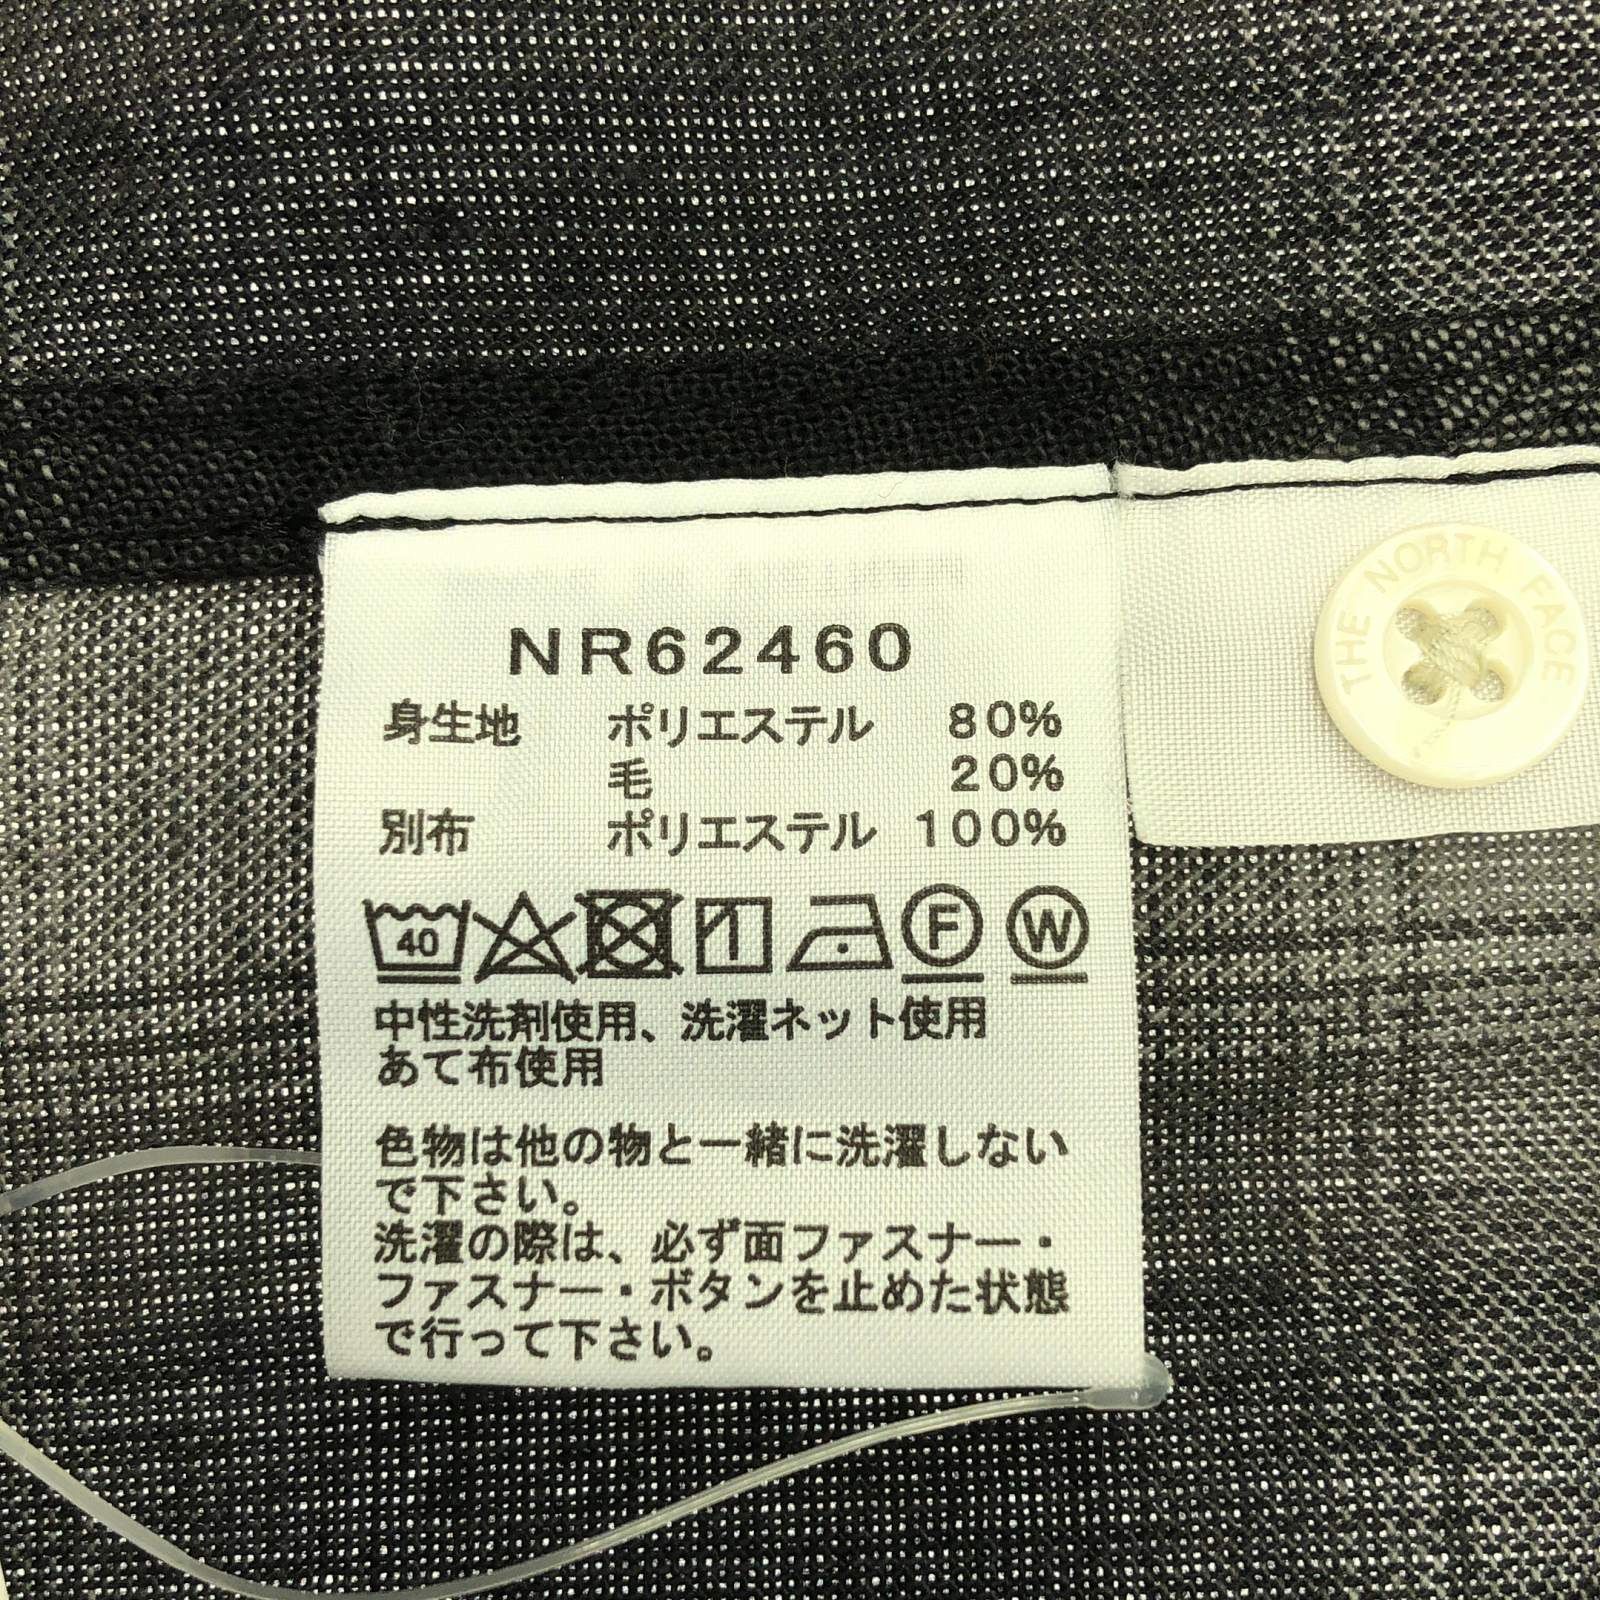 NR62460
身生地 ポリエステル 80%
毛 20%
別布 ポリエステル 100%
40 F W
中性洗剤使用、洗濯ネット使用
あて布使用
色物は他の物と一緒に洗濯しない
で下さい。
洗濯の際は、必ず面ファスナー・
ファスナー・ボタンを止めた状態
で行って下さい。
THE NORTH FACE